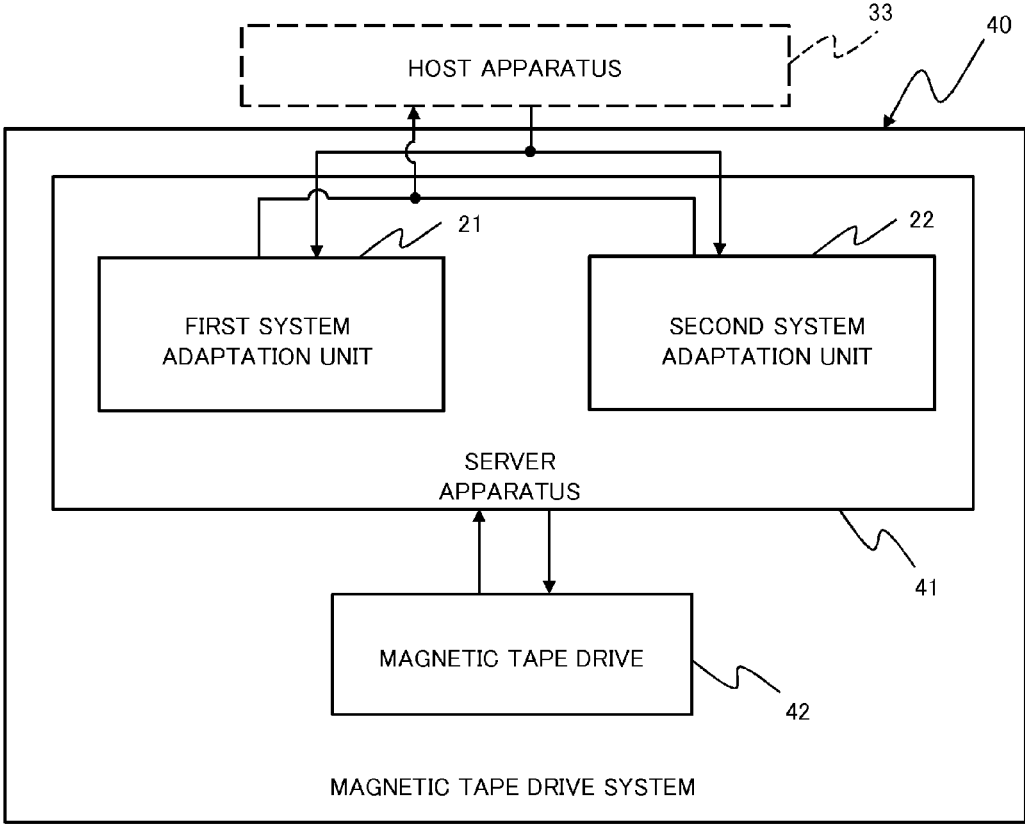 33
40
HOST APPARATUS
21
22
FIRST SYSTEM
ADAPTATION UNIT
SECOND SYSTEM
ADAPTATION UNIT
SERVER
APPARATUS
41
MAGNETIC TAPE DRIVE
42
MAGNETIC TAPE DRIVE SYSTEM